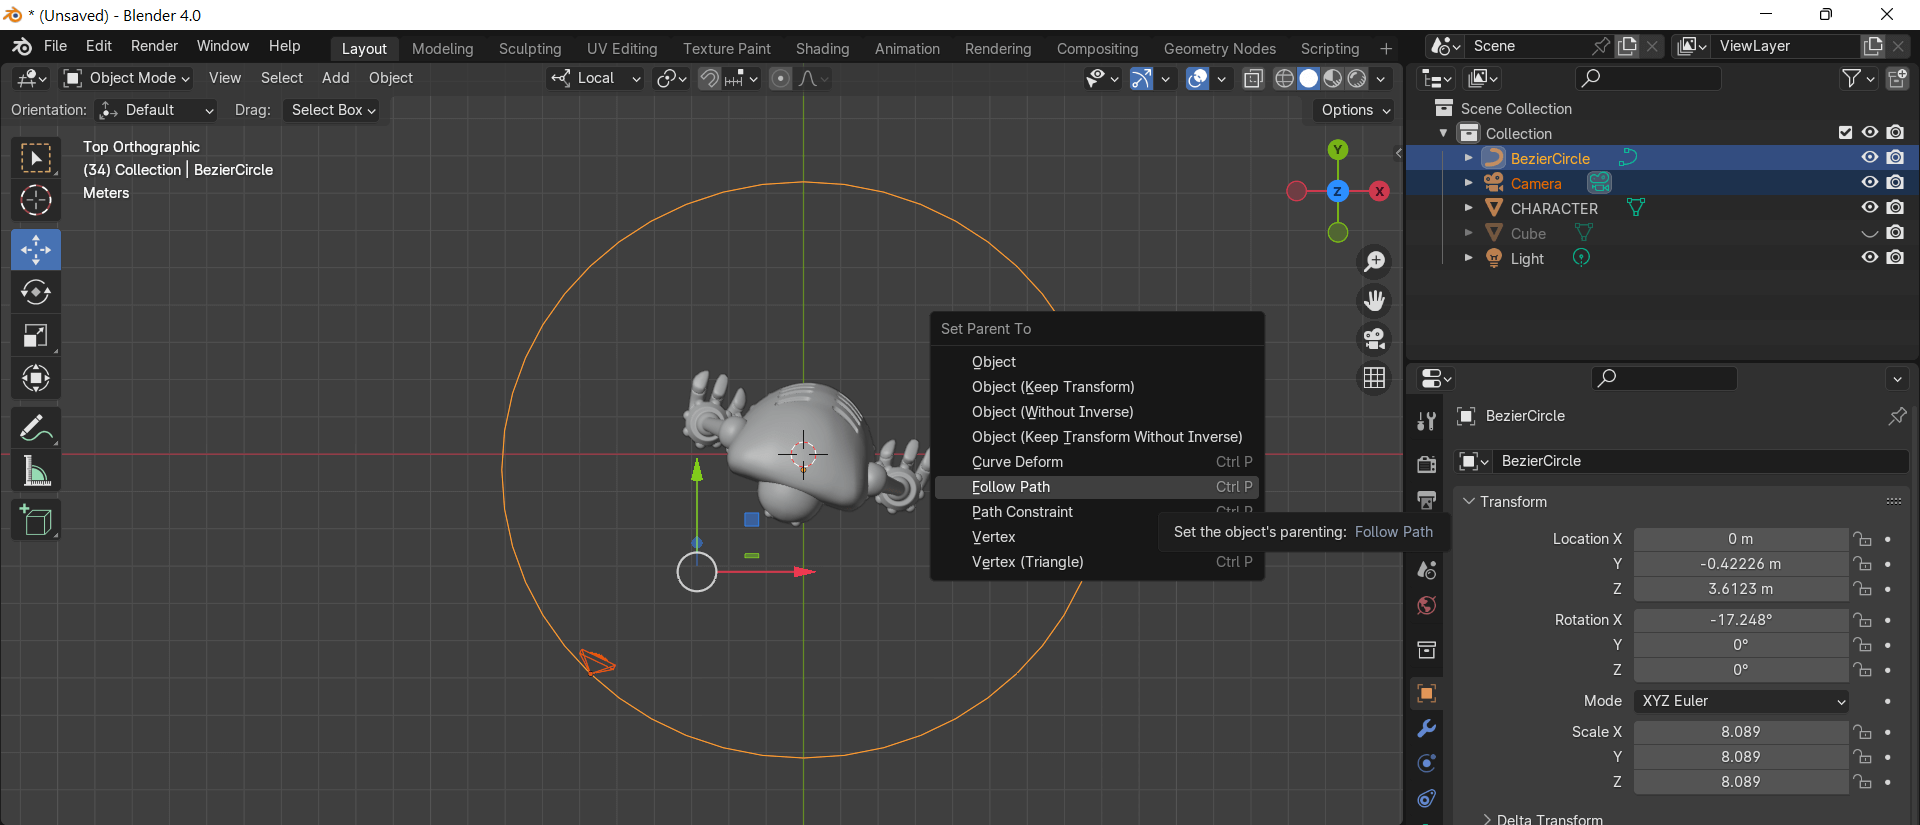 * (Unsaved) - Blender 4.0
File Edit Render Window Help Layout Modeling Sculpting UV Editing Texture Paint Shading Animation Rendering Compositing Geometry Nodes Scripting + Scene ViewLayer
Object Mode View Select Add Object Local
Orientation: Default Drag: Select Box Options
Top Orthographic
(34) Collection | BezierCircle
Meters
Y
X
Z
Set Parent To
Object
Object (Keep Transform)
Object (Without Inverse)
Object (Keep Transform Without Inverse)
Curve Deform Ctrl P
Follow Path Ctrl P
Path Constraint
Vertex
Vertex (Triangle) Ctrl P
Set the object's parenting: Follow Path
Scene Collection
Collection
BezierCircle
Camera
CHARACTER
Cube
Light
BezierCircle
BezierCircle
Transform
Location X 0 m
Y -0.42226 m
Z 3.6123 m
Rotation X -17.248°
Y 0°
Z 0°
Mode XYZ Euler
Scale X 8.089
Y 8.089
Z 8.089
Delta Transform